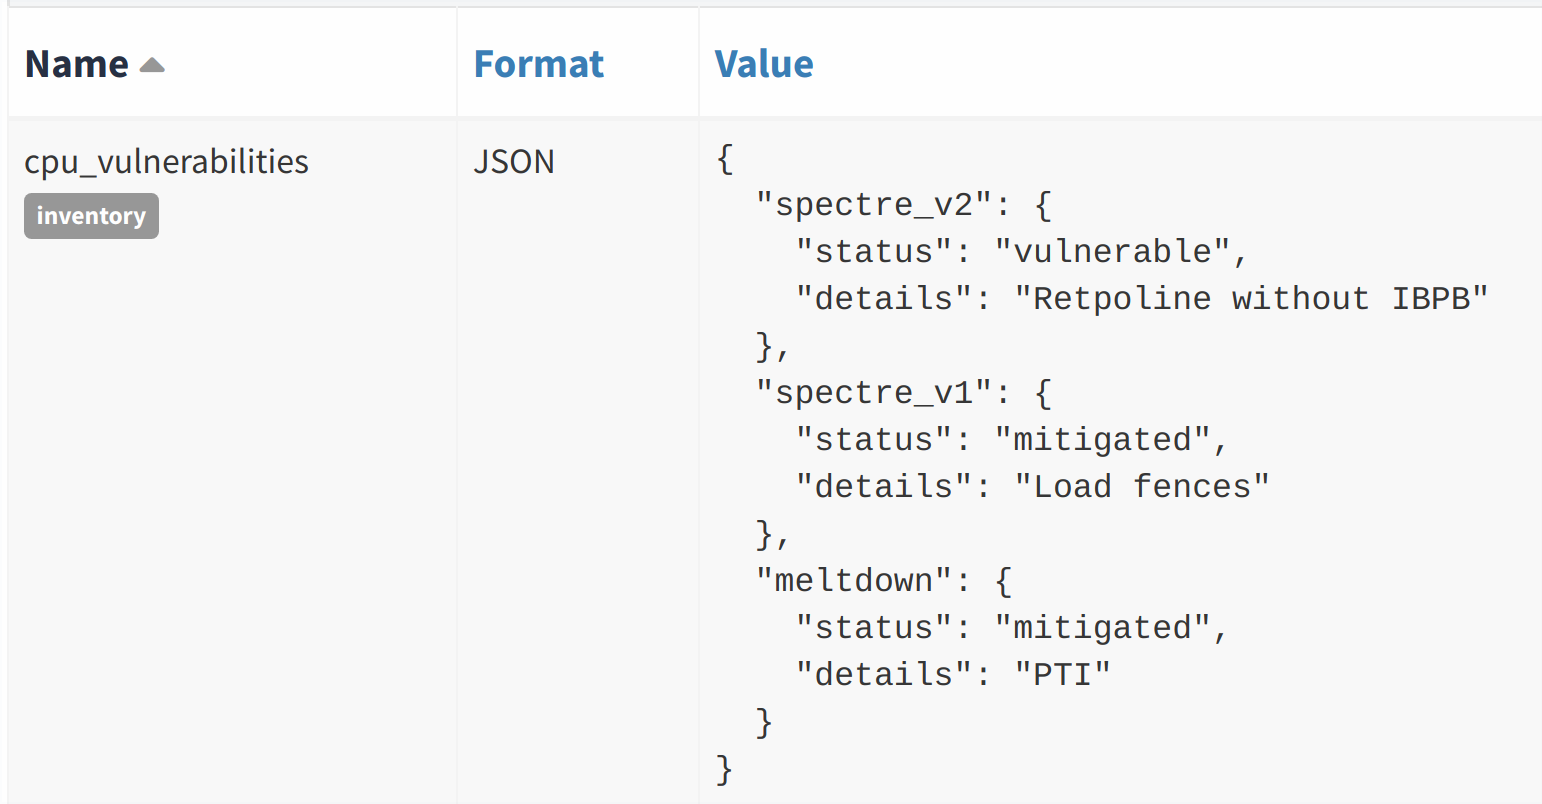 Name Format Value
cpu_vulnerabilities JSON {
inventory
  "spectre_v2": {
    "status": "vulnerable",
    "details": "Retpoline without IBPB"
  },
  "spectre_v1": {
    "status": "mitigated",
    "details": "Load fences"
  },
  "meltdown": {
    "status": "mitigated",
    "details": "PTI"
  }
}